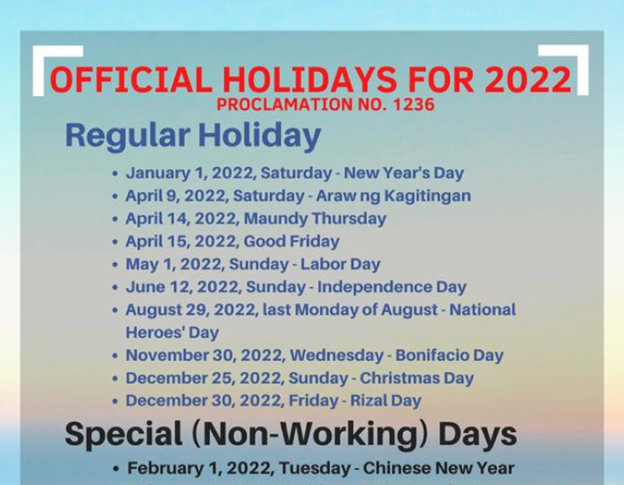 OFFICIAL HOLIDAYS FOR 2022
PROCLAMATION NO. 1236
Regular Holiday
• January 1, 2022, Saturday - New Year's Day
• April 9, 2022, Saturday - Araw ng Kagitingan
• April 14, 2022, Maundy Thursday
• April 15, 2022, Good Friday
• May 1, 2022, Sunday - Labor Day
• June 12, 2022, Sunday - Independence Day
• August 29, 2022, last Monday of August - National
Heroes' Day
• November 30, 2022, Wednesday - Bonifacio Day
• December 25, 2022, Sunday - Christmas Day
• December 30, 2022, Friday - Rizal Day
Special (Non-Working) Days
• February 1, 2022, Tuesday - Chinese New Year